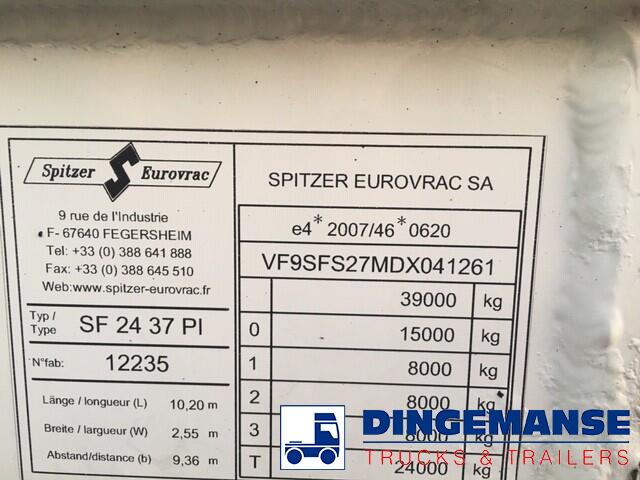 Spitzer S Eurovrac
9 rue de l'Industrie
F- 67640 FEGERSHEIM
Tel: +33 (0) 388 641 888
Fax: +33 (0) 388 645 510
Web:www.spitzer-eurovrac.fr
Typ / Type SF 24 37 PI
N°fab: 12235
Länge / longueur (L) 10,20 m
Breite / largueur (W) 2,55 m
Abstand/distance (b) 9,36 m
SPITZER EUROVRAC SA
e4* 2007/46* 0620
VF9SFS27MDX041261
39000 kg
0 15000 kg
1 8000 kg
2 8000 kg
3 8000 kg
T 24000 kg
DINGEMANSE
TRUCKS & TRAILERS